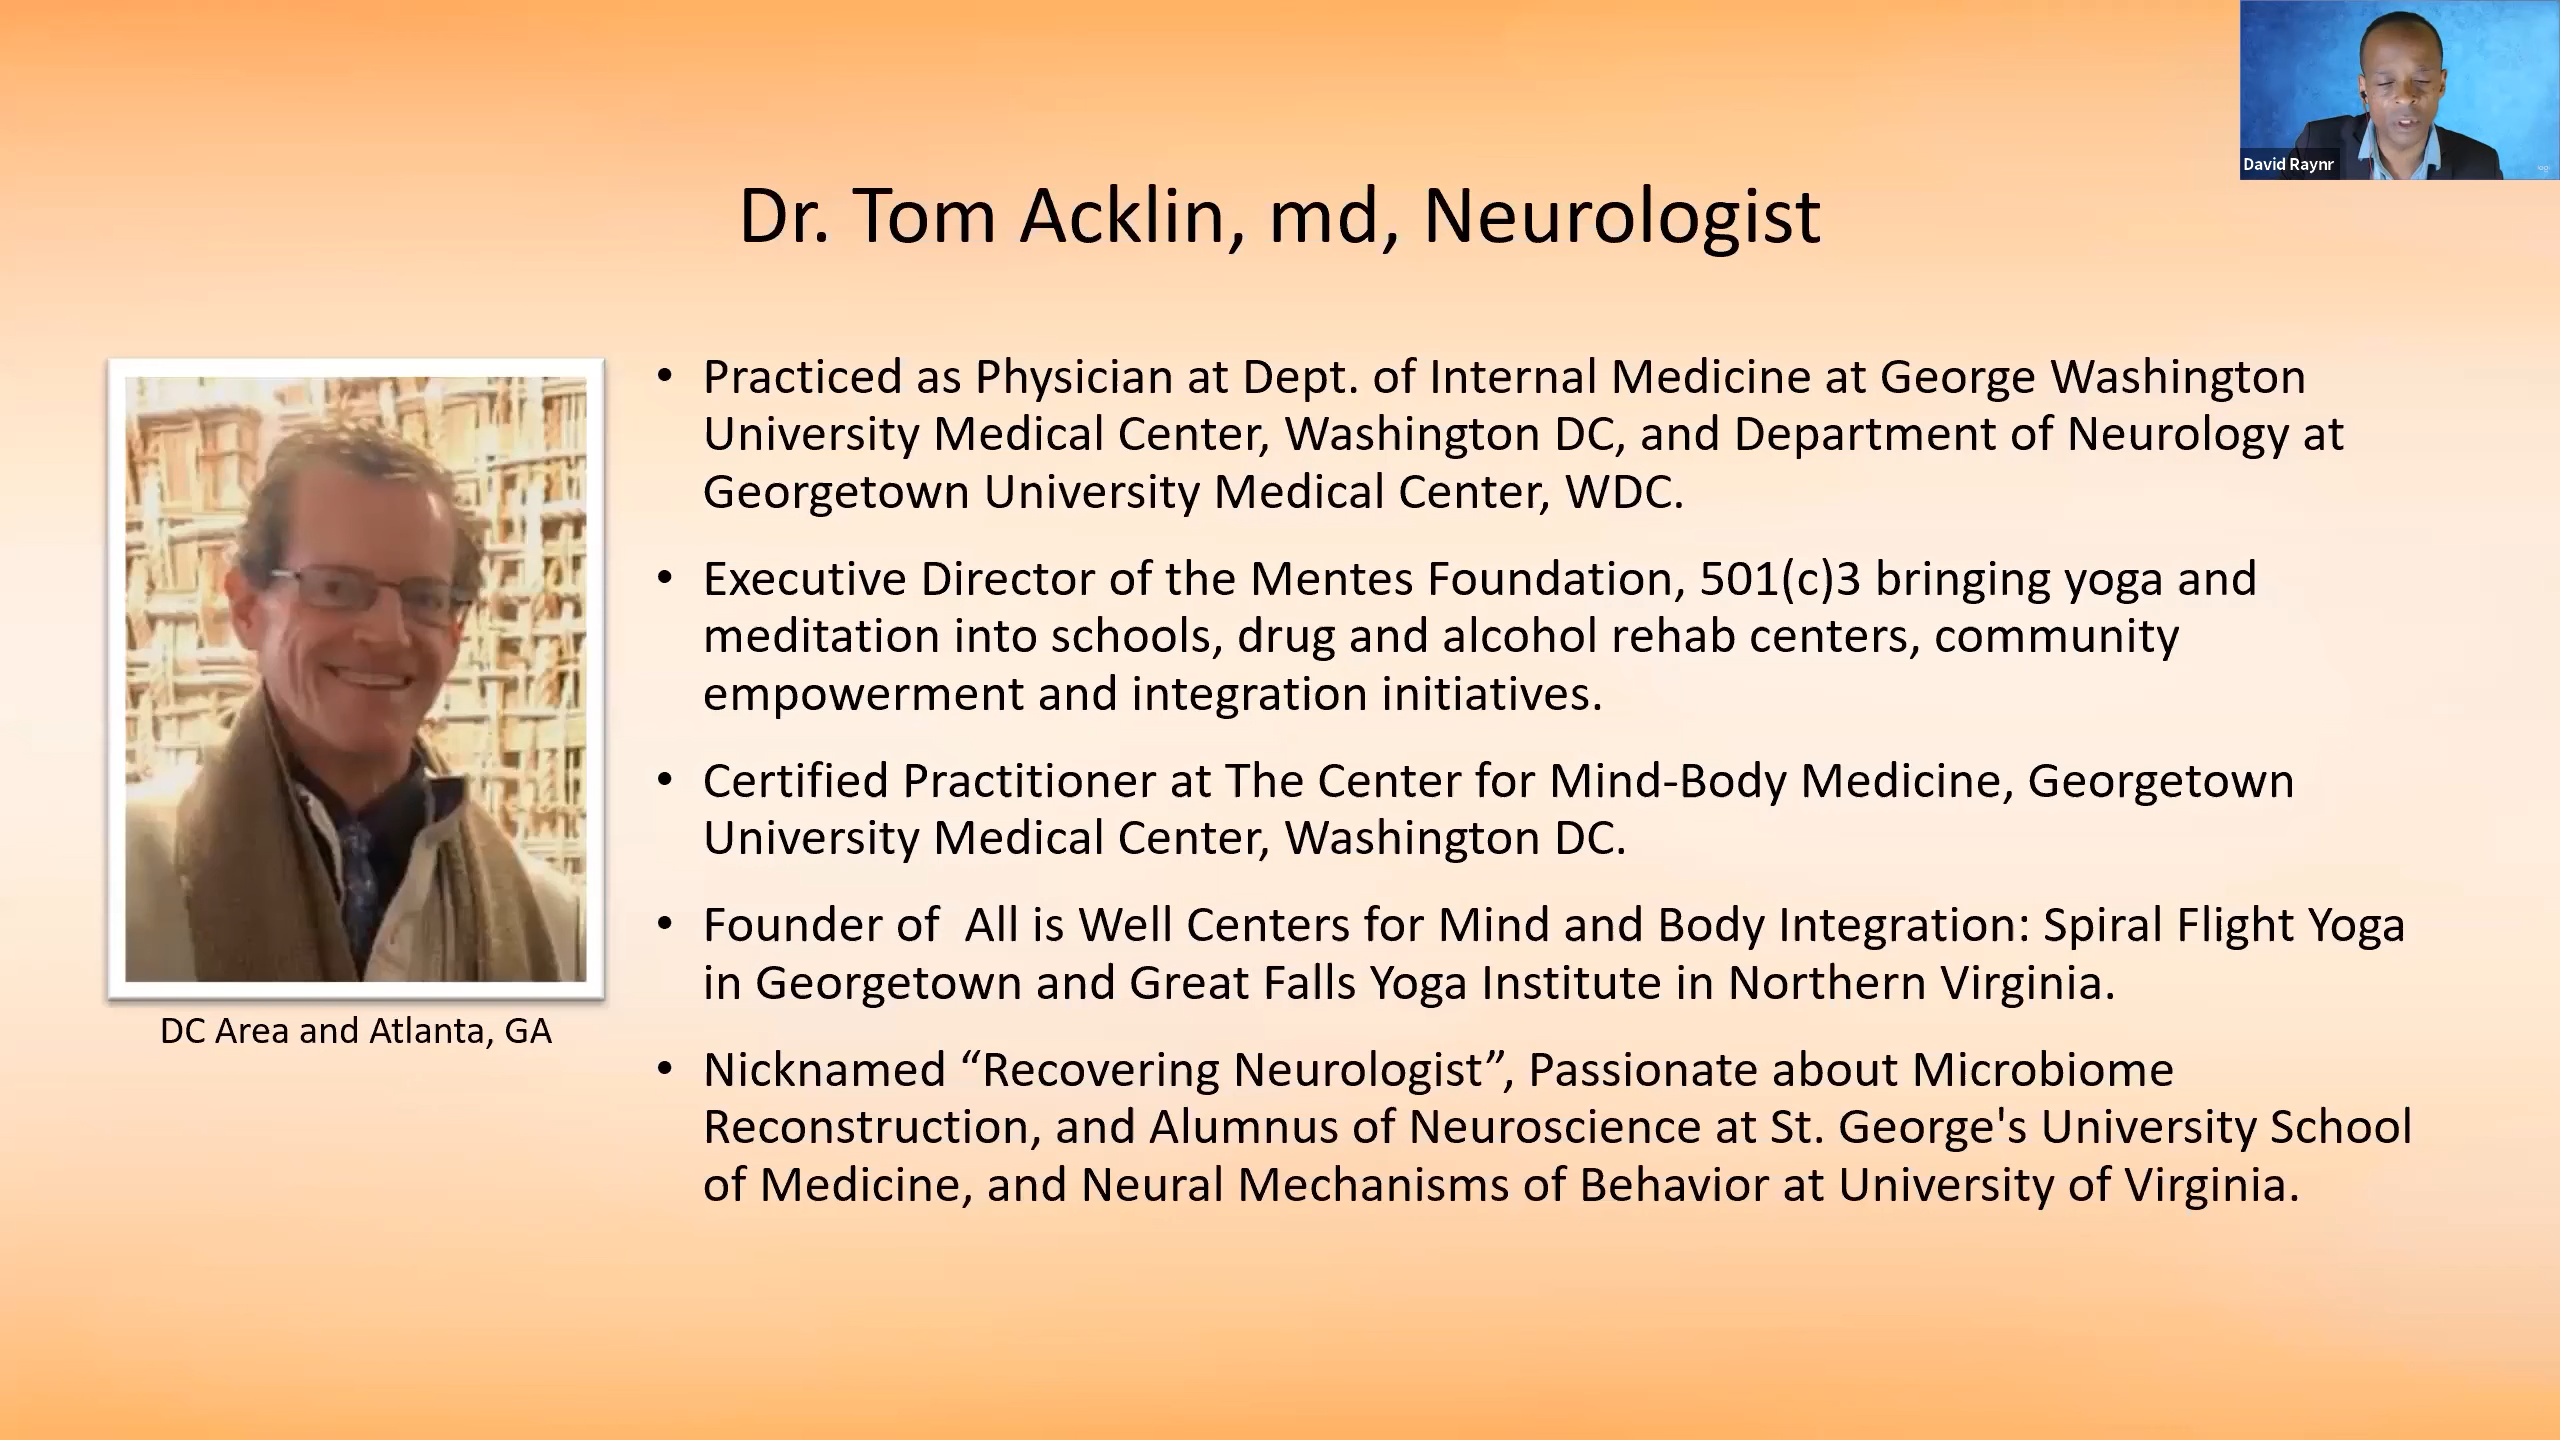 David Raynr
Dr. Tom Acklin, md, Neurologist
• Practiced as Physician at Dept. of Internal Medicine at George Washington
University Medical Center, Washington DC, and Department of Neurology at
Georgetown University Medical Center, WDC.
• Executive Director of the Mentes Foundation, 501(c)3 bringing yoga and
meditation into schools, drug and alcohol rehab centers, community
empowerment and integration initiatives.
• Certified Practitioner at The Center for Mind-Body Medicine, Georgetown
University Medical Center, Washington DC.
• Founder of  All is Well Centers for Mind and Body Integration: Spiral Flight Yoga
in Georgetown and Great Falls Yoga Institute in Northern Virginia.
• Nicknamed “Recovering Neurologist”, Passionate about Microbiome
Reconstruction, and Alumnus of Neuroscience at St. George's University School
of Medicine, and Neural Mechanisms of Behavior at University of Virginia.
DC Area and Atlanta, GA